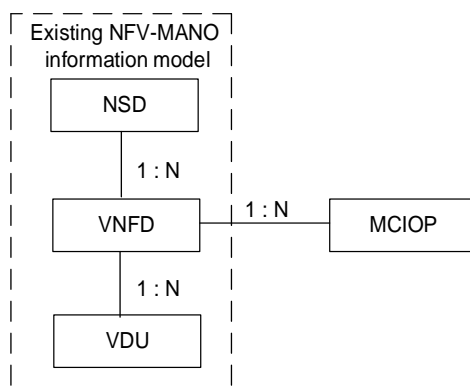 Existing NFV-MANO
information model
NSD
1 : N
VNFD
1 : N
MCIOP
1 : N
VDU